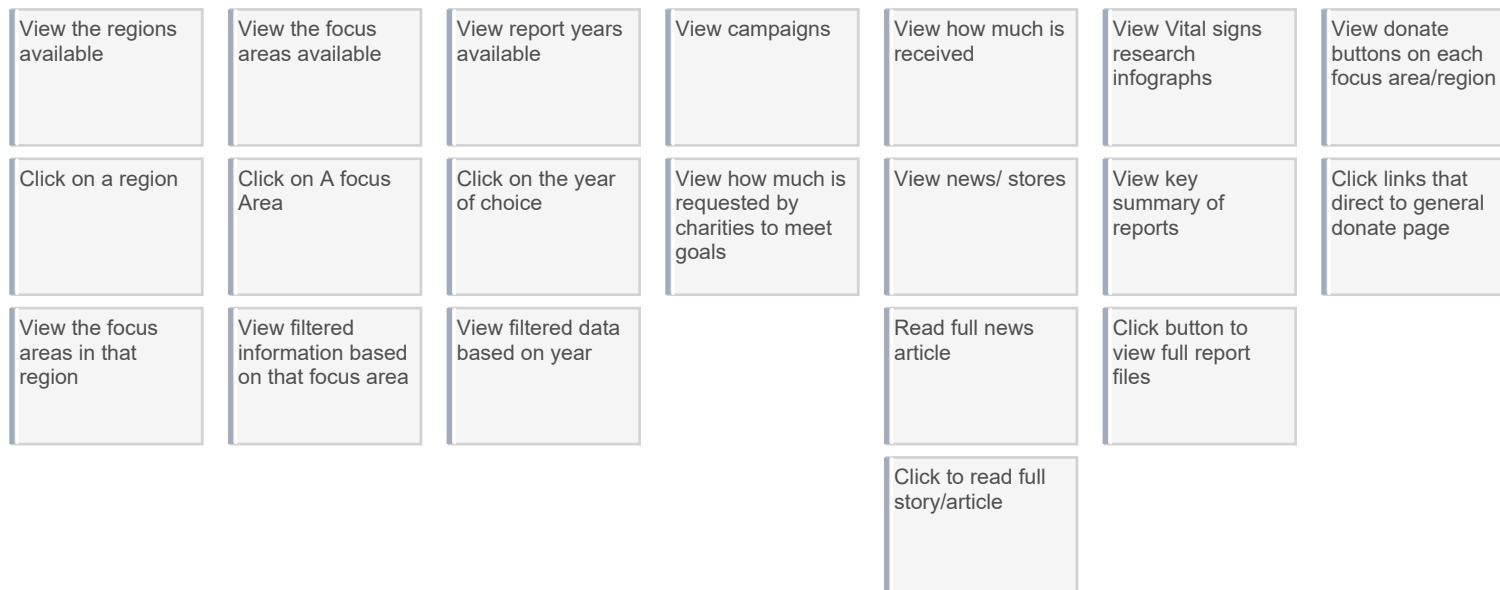 View the regions
available
View the focus
areas available
View report years
available
View campaigns
View how much is
received
View Vital signs
research
infographs
View donate
buttons on each
focus area/region
Click on a region
Click on A focus
Area
Click on the year
of choice
View how much is
requested by
charities to meet
goals
View news/ stores
View key
summary of
reports
Click links that
direct to general
donate page
View the focus
areas in that
region
View filtered
information based
on that focus area
View filtered data
based on year
Read full news
article
Click button to
view full report
files
Click to read full
story/article